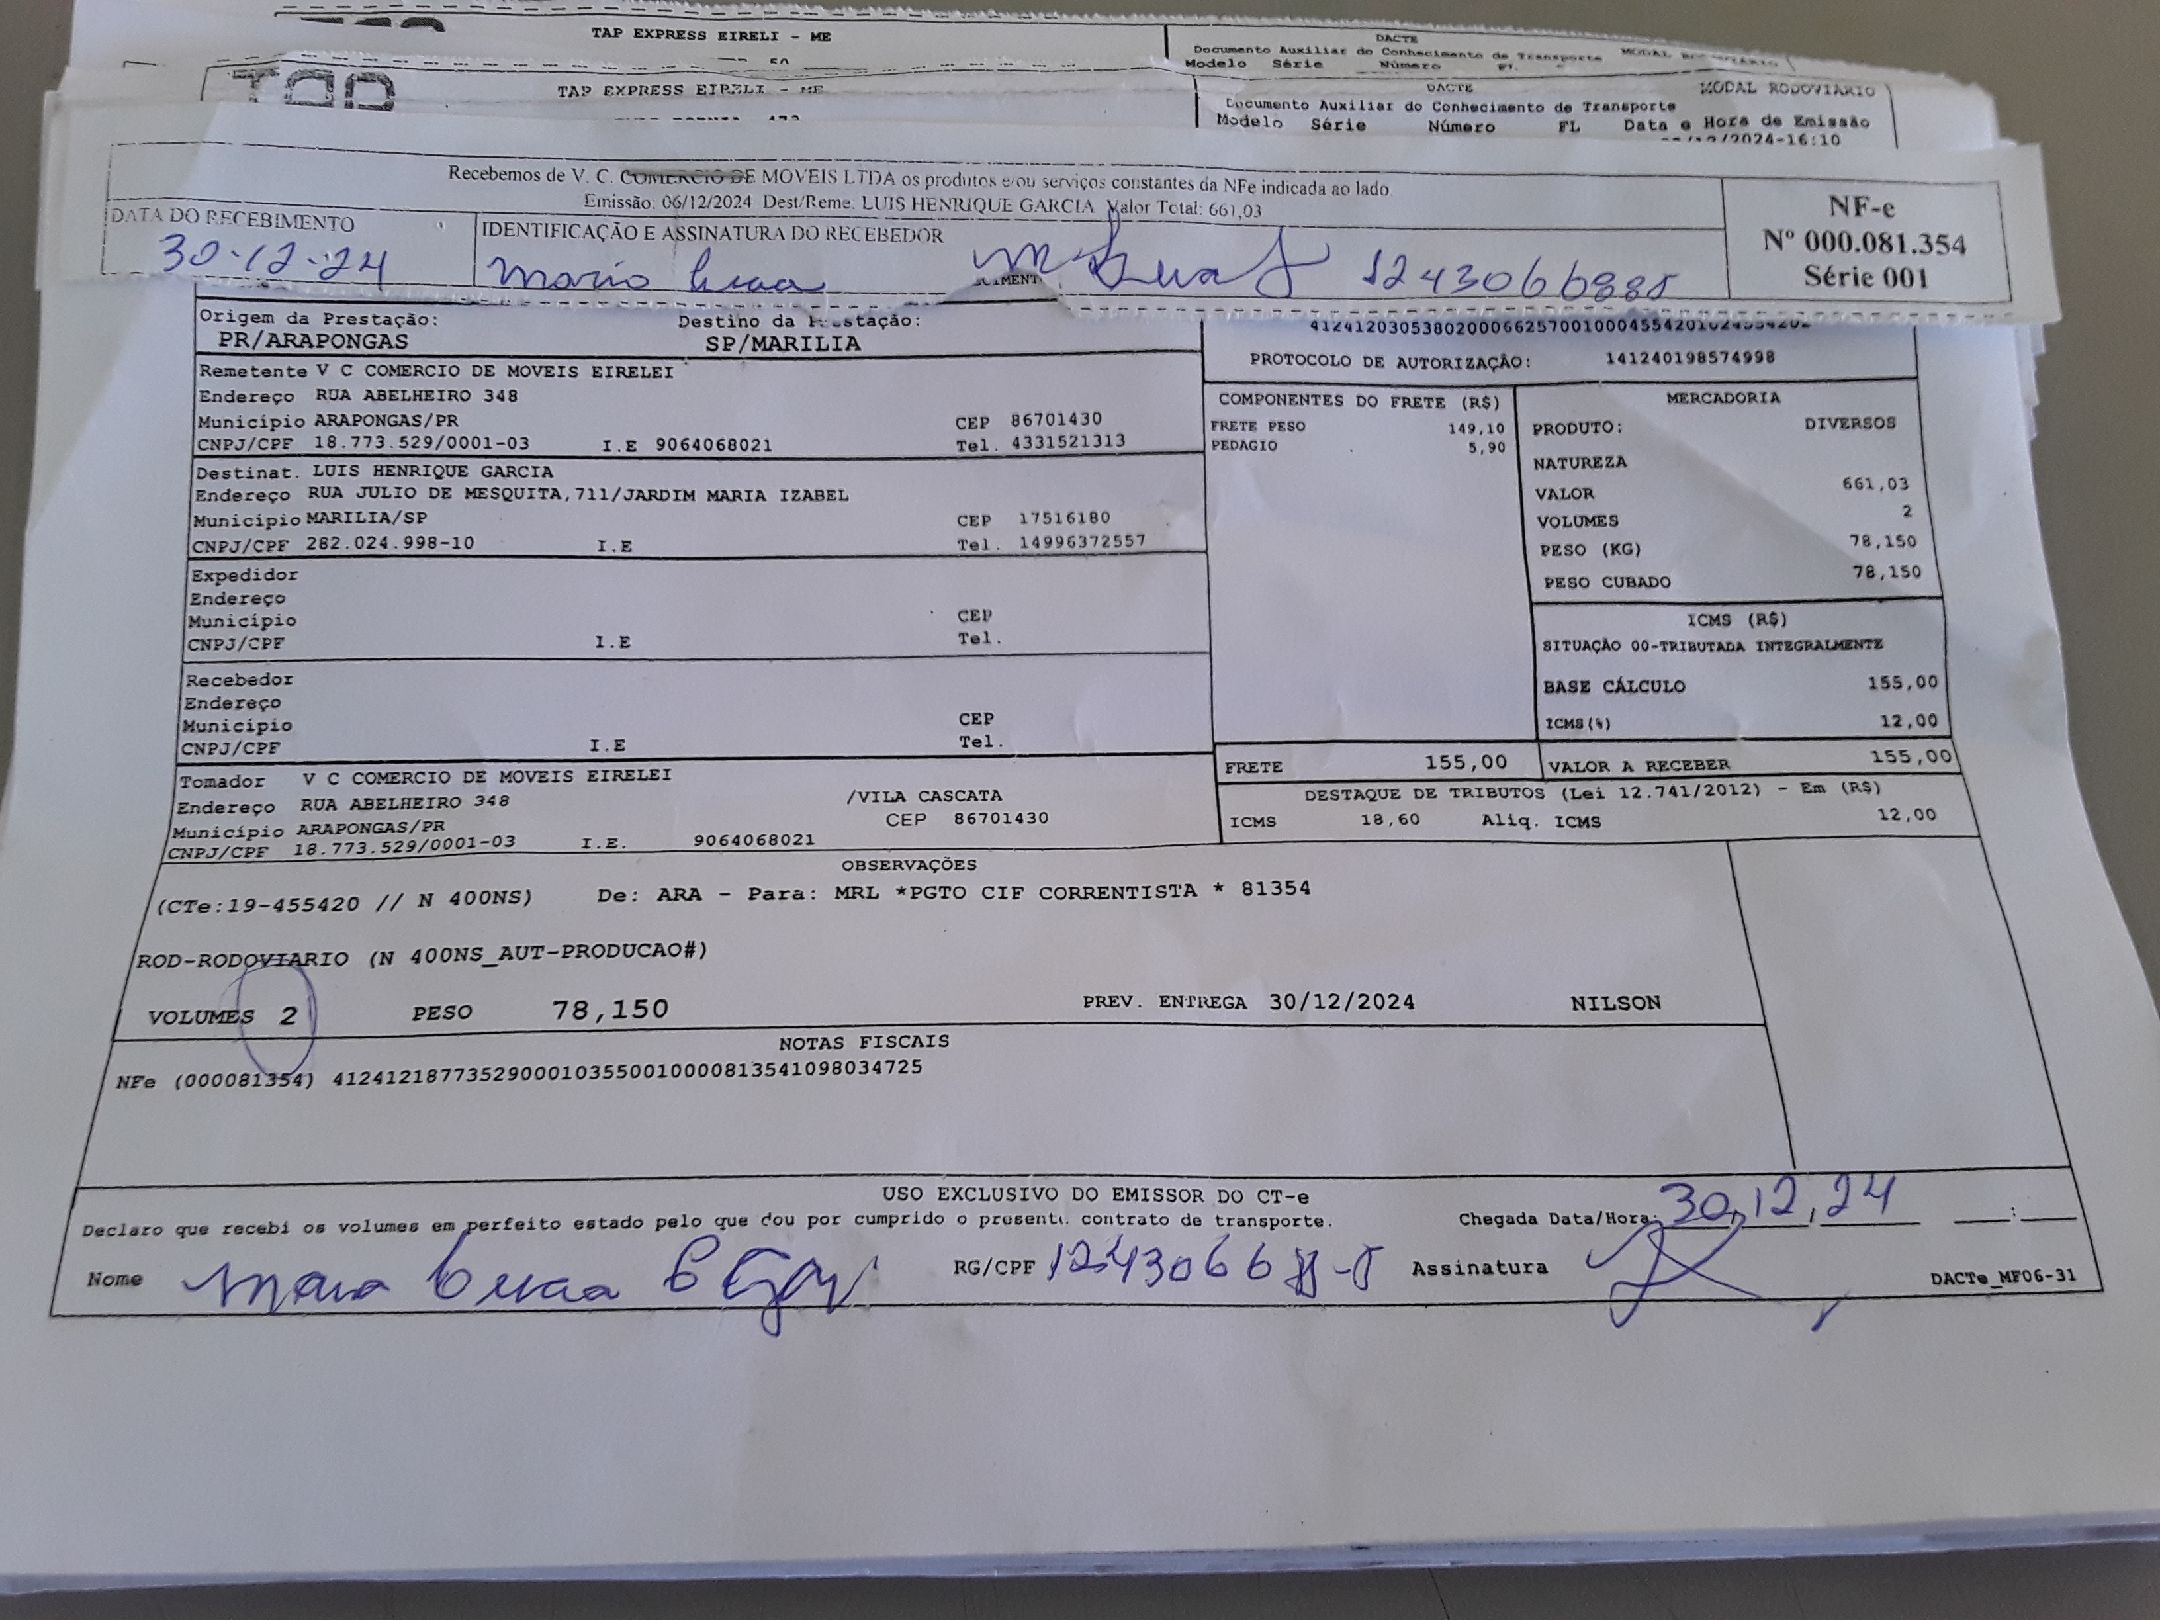 TAP EXPRESS EIRELI - ME
DACTE
Documento Auxiliar do Conhecimento de Transporte
Modelo Série Número
TAP EXPRESS EIRELI - ME
DACTE MODAL RODOVIARIO
Documento Auxiliar do Conhecimento de Transporte
Modelo Série Número FL Data e Hora de Emissão
/2024-16:10
Recebemos de V. C. COMERCIO DE MOVEIS LTDA os produtos e/ou serviços constantes da NFe indicada ao lado
Emissão: 06/12/2024 Dest/Reme: LUIS HENRIQUE GARCIA Valor Total: 661,03
NF-e
Nº 000.081.354
Série 001
DATA DO RECEBIMENTO
30-12-24
IDENTIFICAÇÃO E ASSINATURA DO RECEBEDOR
Origem da Prestação: Destino da Prestação:
PR/ARAPONGAS SP/MARILIA
PROTOCOLO DE AUTORIZAÇÃO: 141240198574998
Remetente V C COMERCIO DE MOVEIS EIRELEI
Endereço RUA ABELHEIRO 348
Município ARAPONGAS/PR CEP 86701430
CNPJ/CPF 18.773.529/0001-03 I.E 9064068021 Tel. 4331521313
Destinat. LUIS HENRIQUE GARCIA
Endereço RUA JULIO DE MESQUITA,711/JARDIM MARIA IZABEL
Município MARILIA/SP CEP 17516180
CNPJ/CPF 282.024.998-10 I.E Tel. 14996372557
Expedidor
Endereço
Município CEP
CNPJ/CPF I.E Tel.
Recebedor
Endereço
Município CEP
CNPJ/CPF I.E Tel.
Tomador V C COMERCIO DE MOVEIS EIRELEI
Endereço RUA ABELHEIRO 348 /VILA CASCATA
Município ARAPONGAS/PR CEP 86701430
CNPJ/CPF 18.773.529/0001-03 I.E. 9064068021
COMPONENTES DO FRETE (R$)
FRETE PESO 149,10
PEDAGIO 5,90
MERCADORIA
PRODUTO: DIVERSOS
NATUREZA
VALOR 661,03
VOLUMES 2
PESO (KG) 78,150
PESO CUBADO 78,150
ICMS (R$)
SITUAÇÃO 00-TRIBUTADA INTEGRALMENTE
BASE CÁLCULO 155,00
ICMS(%) 12,00
FRETE 155,00 VALOR A RECEBER 155,00
DESTAQUE DE TRIBUTOS (Lei 12.741/2012) - Em (R$)
ICMS 18,60 Aliq. ICMS 12,00
OBSERVAÇÕES
(CTe:19-455420 // N 400NS) De: ARA - Para: MRL *PGTO CIF CORRENTISTA * 81354
ROD-RODOVIARIO (N 400NS_AUT-PRODUCAO#)
VOLUMES 2 PESO 78,150 PREV. ENTREGA 30/12/2024 NILSON
NOTAS FISCAIS
NFe (000081354) 41241218773529000103550010000813541098034725
USO EXCLUSIVO DO EMISSOR DO CT-e
Declaro que recebi os volumes em perfeito estado pelo que dou por cumprido o presente contrato de transporte. Chegada Data/Hora: 30,12,24 :
Nome RG/CPF Assinatura
DACTe_MF06-31